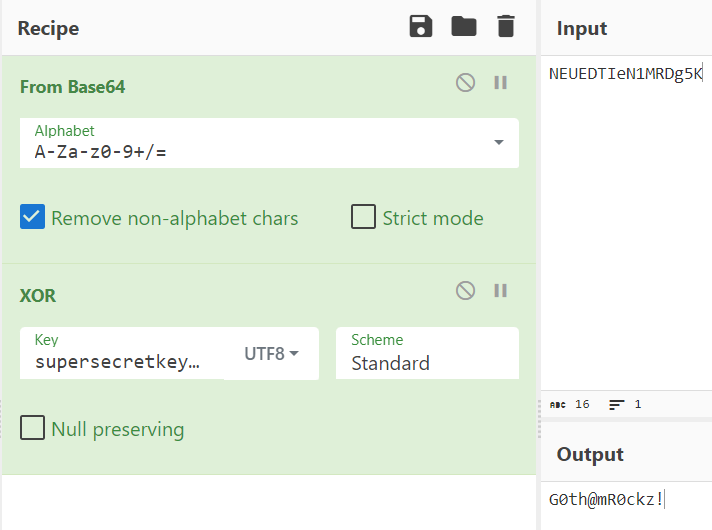 Recipe
From Base64
Alphabet
A-Za-z0-9+/=
Remove non-alphabet chars
Strict mode
XOR
Key
supersecretkey…
UTF8
Scheme
Standard
Null preserving
Input
NEUEDTIeN1MRDg5K
ABC 16
1
Output
G0th@mR0ckz!